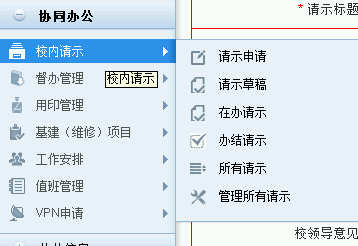 协同办公
校内请示
督办管理
校内请示
用印管理
基建（维修）项目
工作安排
值班管理
VPN申请
请示申请
请示草稿
在办请示
办结请示
所有请示
管理所有请示
* 请示标题
校领导意见